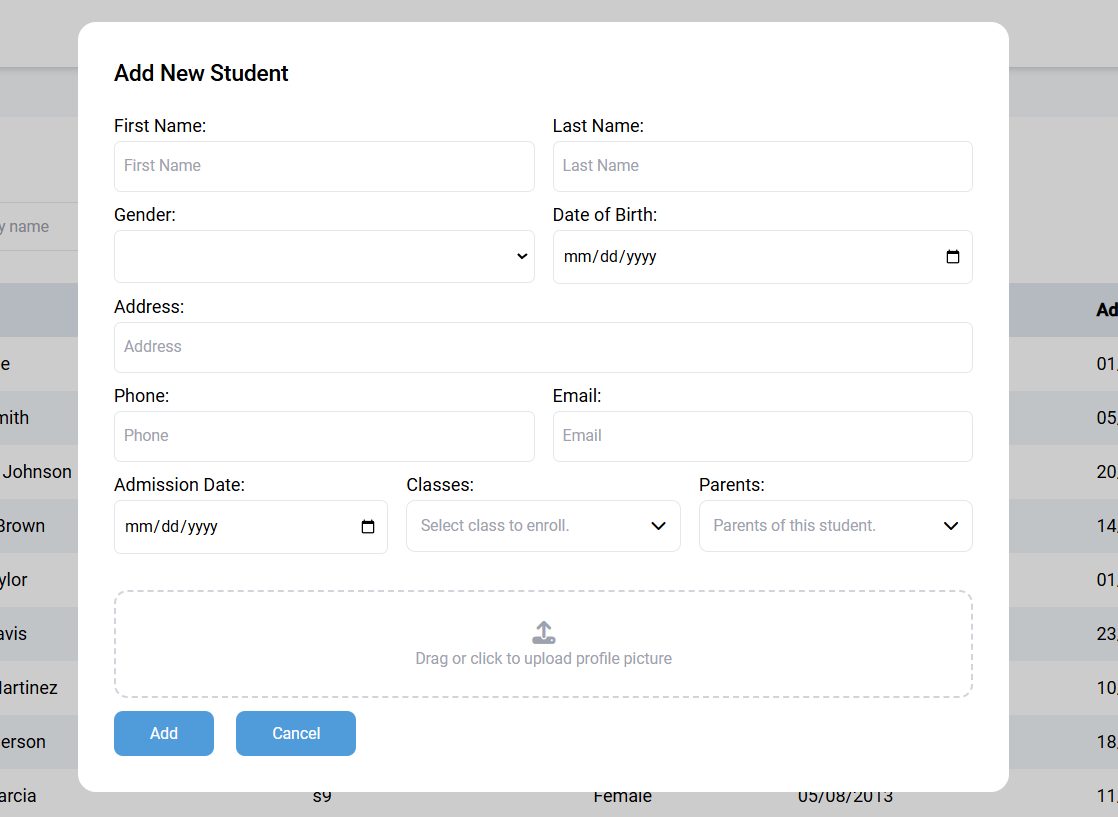 Add New Student
First Name: Last Name:
First Name Last Name
y name
Gender: Date of Birth:
mm/dd/yyyy
Address:
Ad
Address
e 01/
mith 05/
Phone: Email:
Phone Email
Johnson 20/
Admission Date: Classes: Parents:
mm/dd/yyyy Select class to enroll. Parents of this student.
Brown 14/
ylor 01/
avis 23/
Drag or click to upload profile picture
Martinez 10/
Add Cancel
erson 18/
arcia s9 Female 05/08/2013 11/